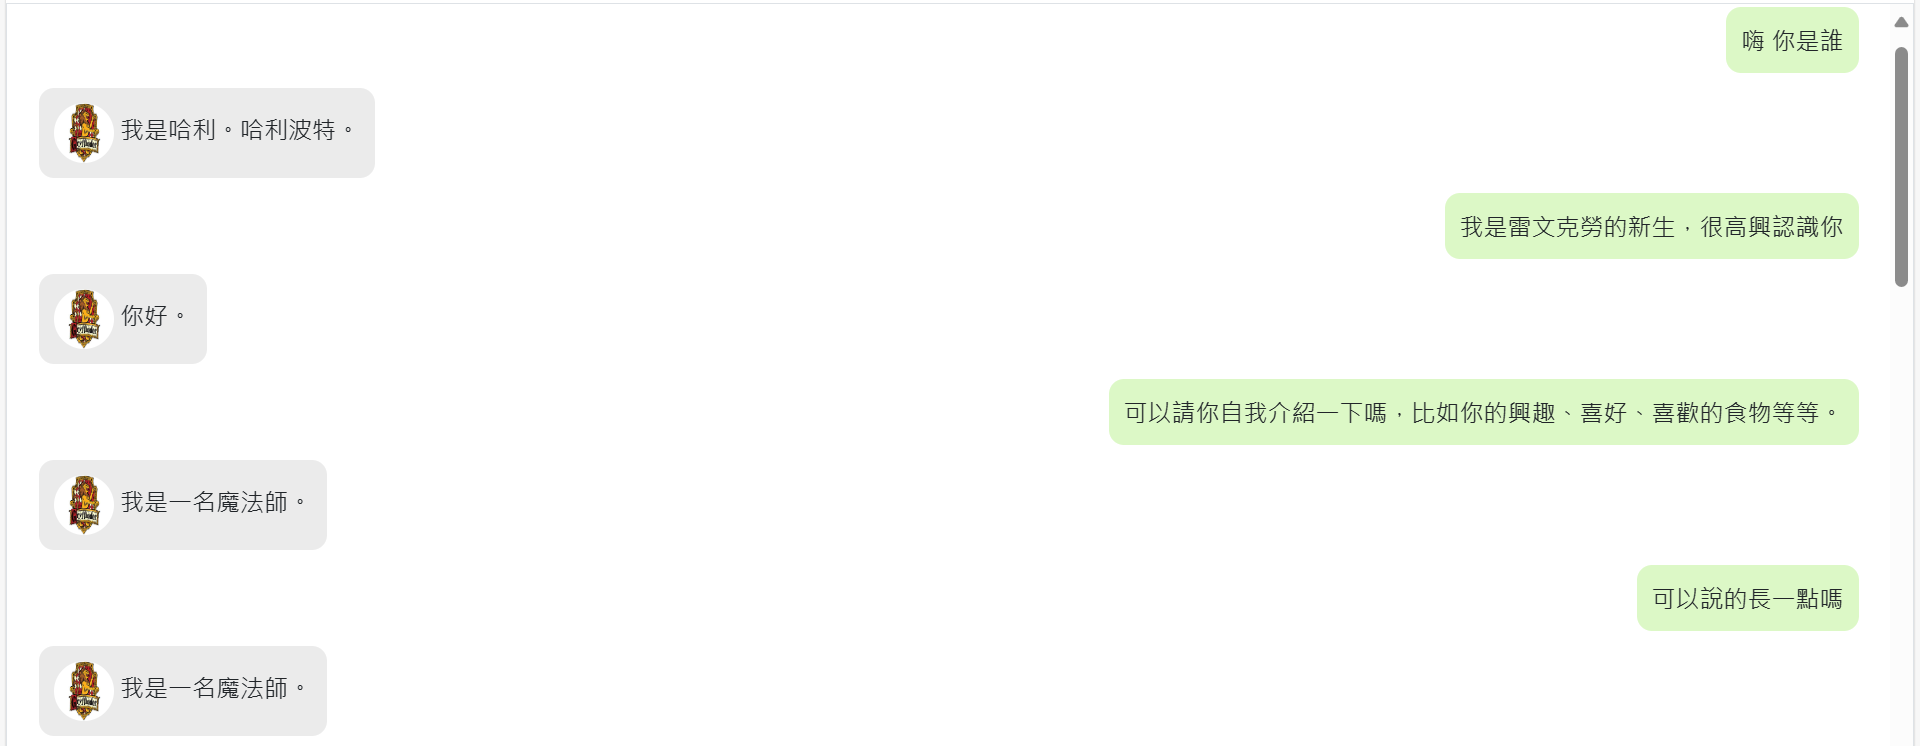 嗨 你是誰
我是哈利。哈利波特。
我是雷文克勞的新生，很高興認識你
你好。
可以請你自我介紹一下嗎，比如你的興趣、喜好、喜歡的食物等等。
我是一名魔法師。
可以說的長一點嗎
我是一名魔法師。